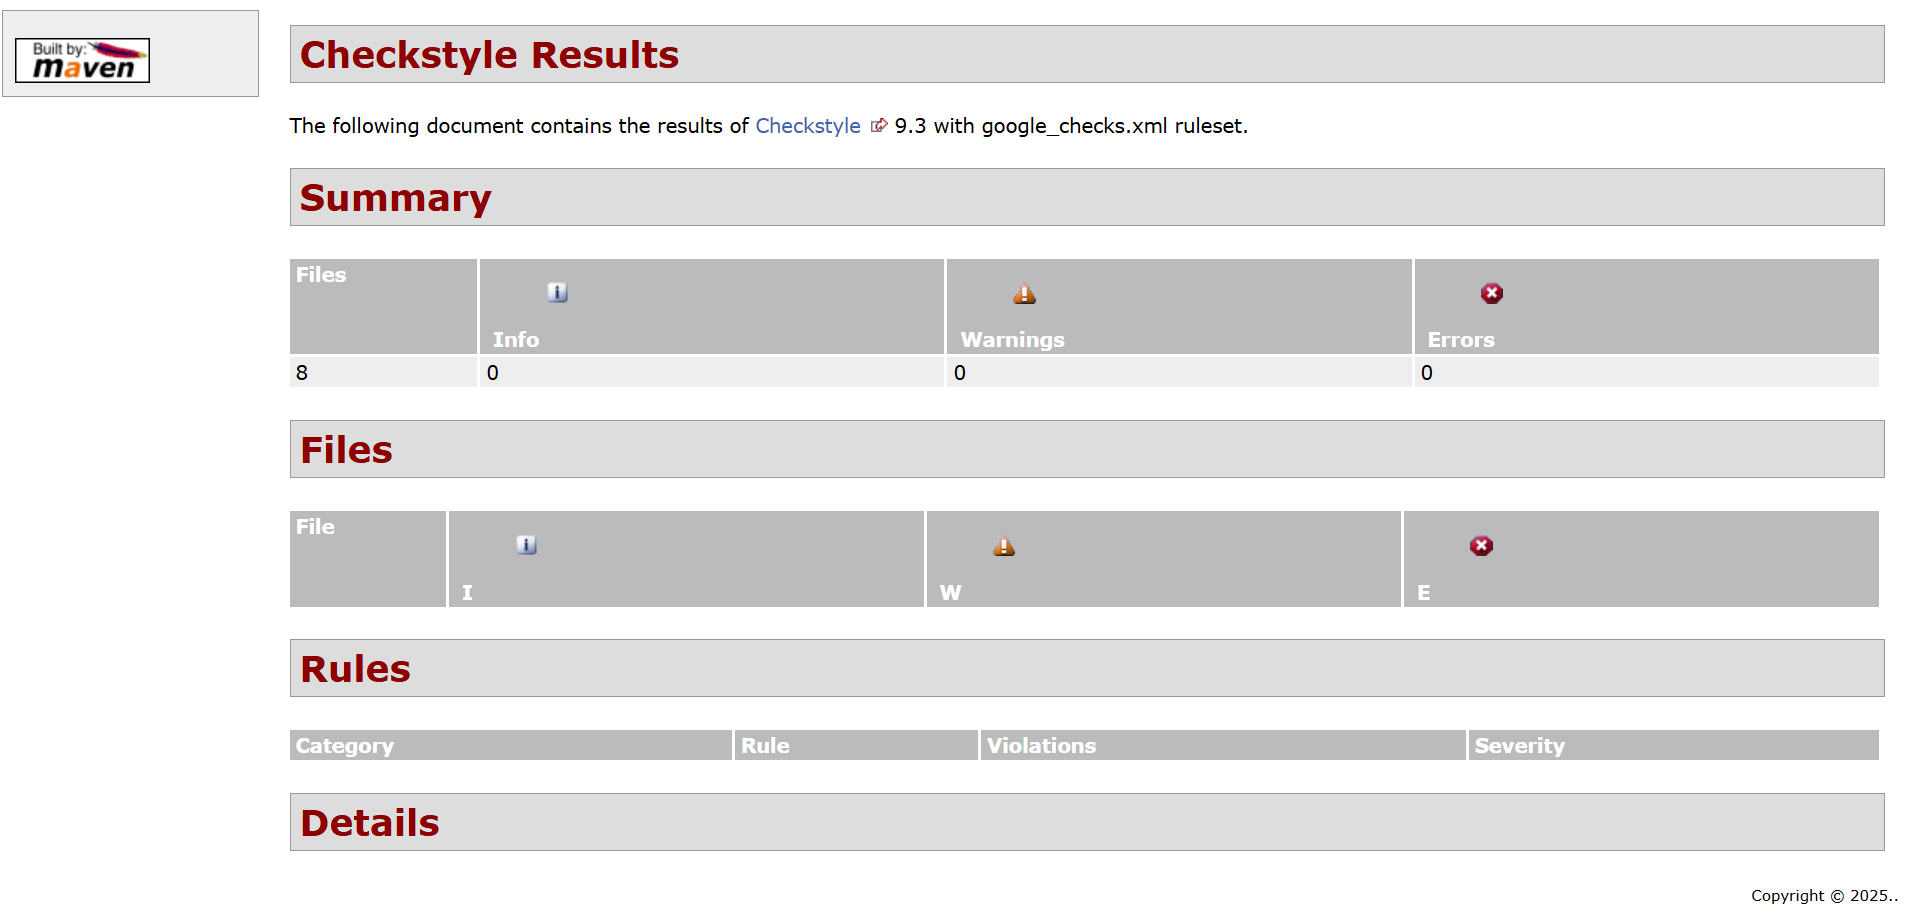 Built by:
maven
Checkstyle Results
The following document contains the results of Checkstyle 9.3 with google_checks.xml ruleset.
Summary
Files Info Warnings Errors
8 0 0 0
Files
File I W E
Rules
Category Rule Violations Severity
Details
Copyright © 2025..